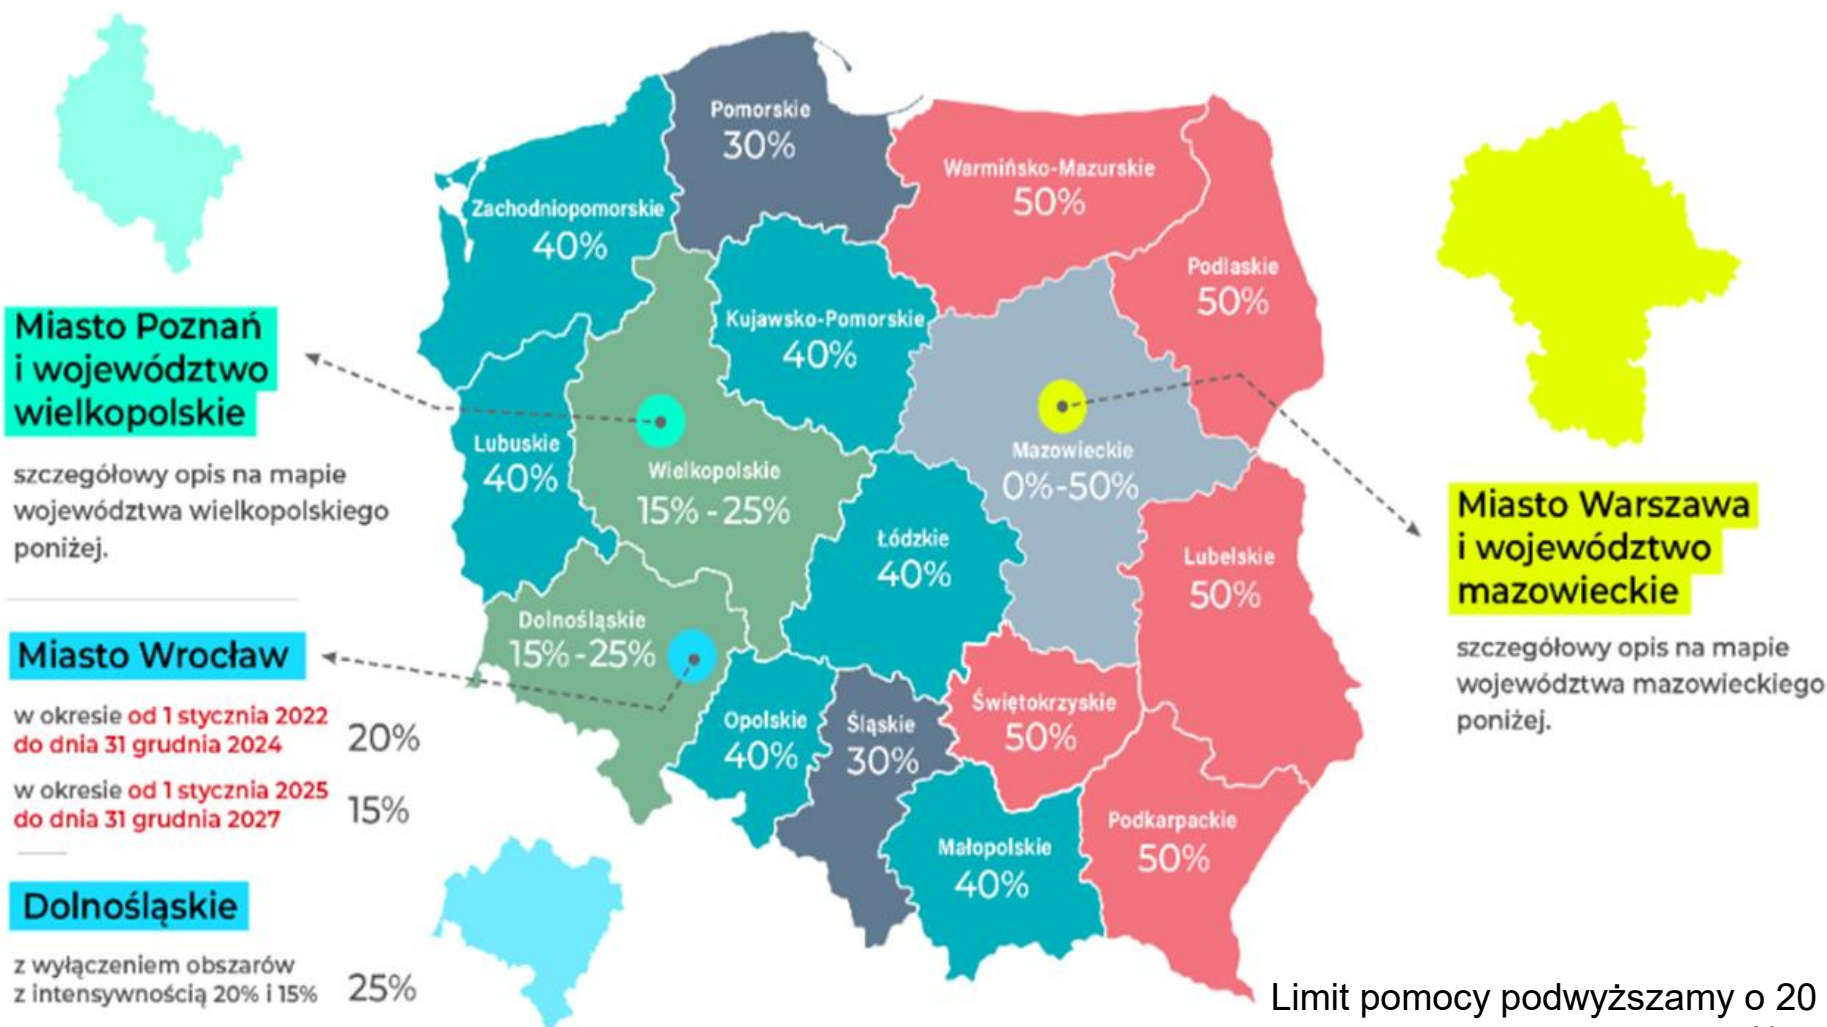 Miasto Poznań
i województwo
wielkopolskie
szczegółowy opis na mapie
województwa wielkopolskiego
poniżej.
Miasto Wrocław
w okresie od 1 stycznia 2022
do dnia 31 grudnia 2024
20%
w okresie od 1 stycznia 2025
do dnia 31 grudnia 2027
15%
Dolnośląskie
z wyłączeniem obszarów
z intensywnością 20% i 15%
25%
Pomorskie
30%
Zachodniopomorskie
40%
Warmińsko-Mazurskie
50%
Podlaskie
50%
Kujawsko-Pomorskie
40%
Lubuskie
40%
Wielkopolskie
15% - 25%
Mazowieckie
0%-50%
Łódzkie
40%
Lubelskie
50%
Dolnośląskie
15% - 25%
Opolskie
40%
Śląskie
30%
Świętokrzyskie
50%
Małopolskie
40%
Podkarpackie
50%
Miasto Warszawa
i województwo
mazowieckie
szczegółowy opis na mapie
województwa mazowieckiego
poniżej.
Limit pomocy podwyższamy o 20